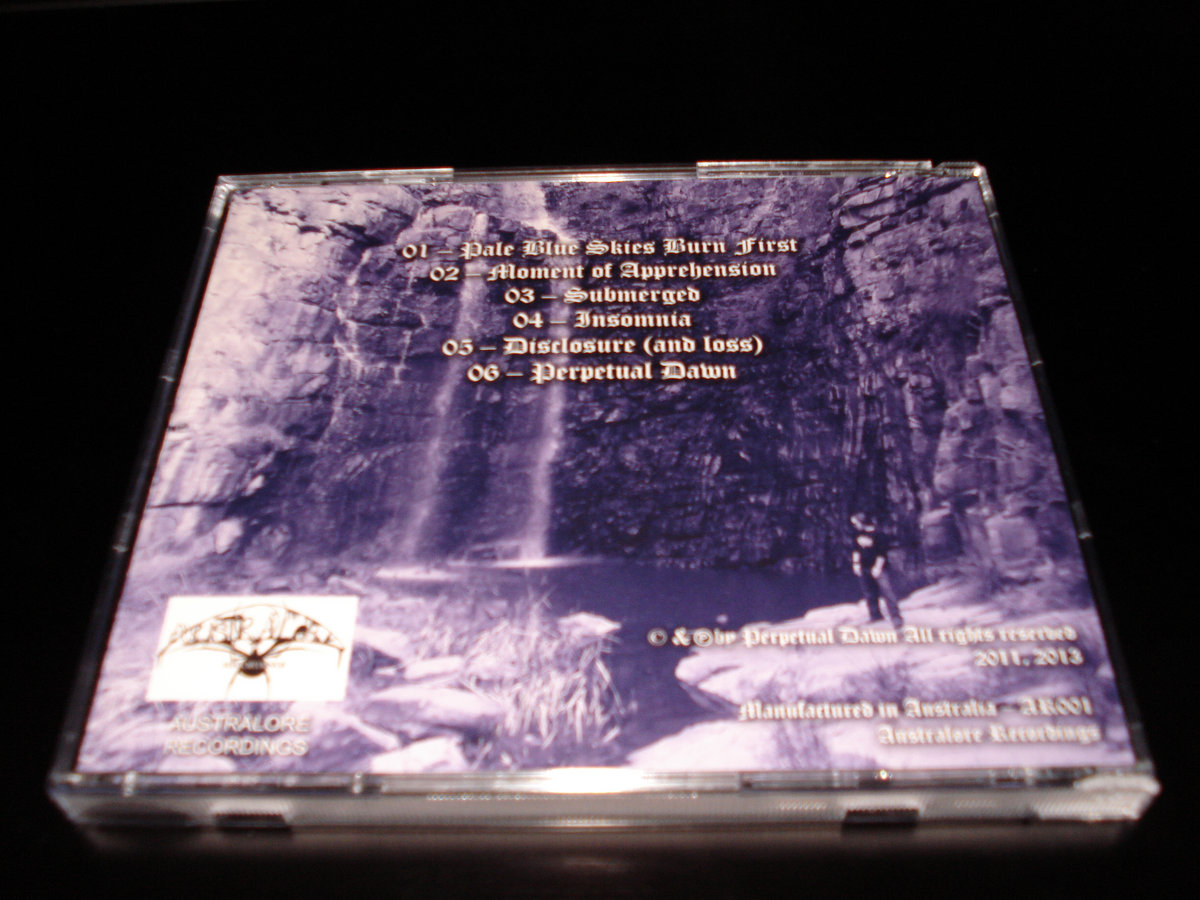 01 – Pale Blue Skies Burn First
02 – Moment of Apprehension
03 – Submerged
04 – Insomnia
05 – Disclosure (and loss)
06 – Perpetual Dawn
© & ℗ by Perpetual Dawn All rights reserved
2011, 2013
Manufactured in Australia – AR001
Australore Recordings
AUSTRALORE
AUSTRALORE
RECORDINGS